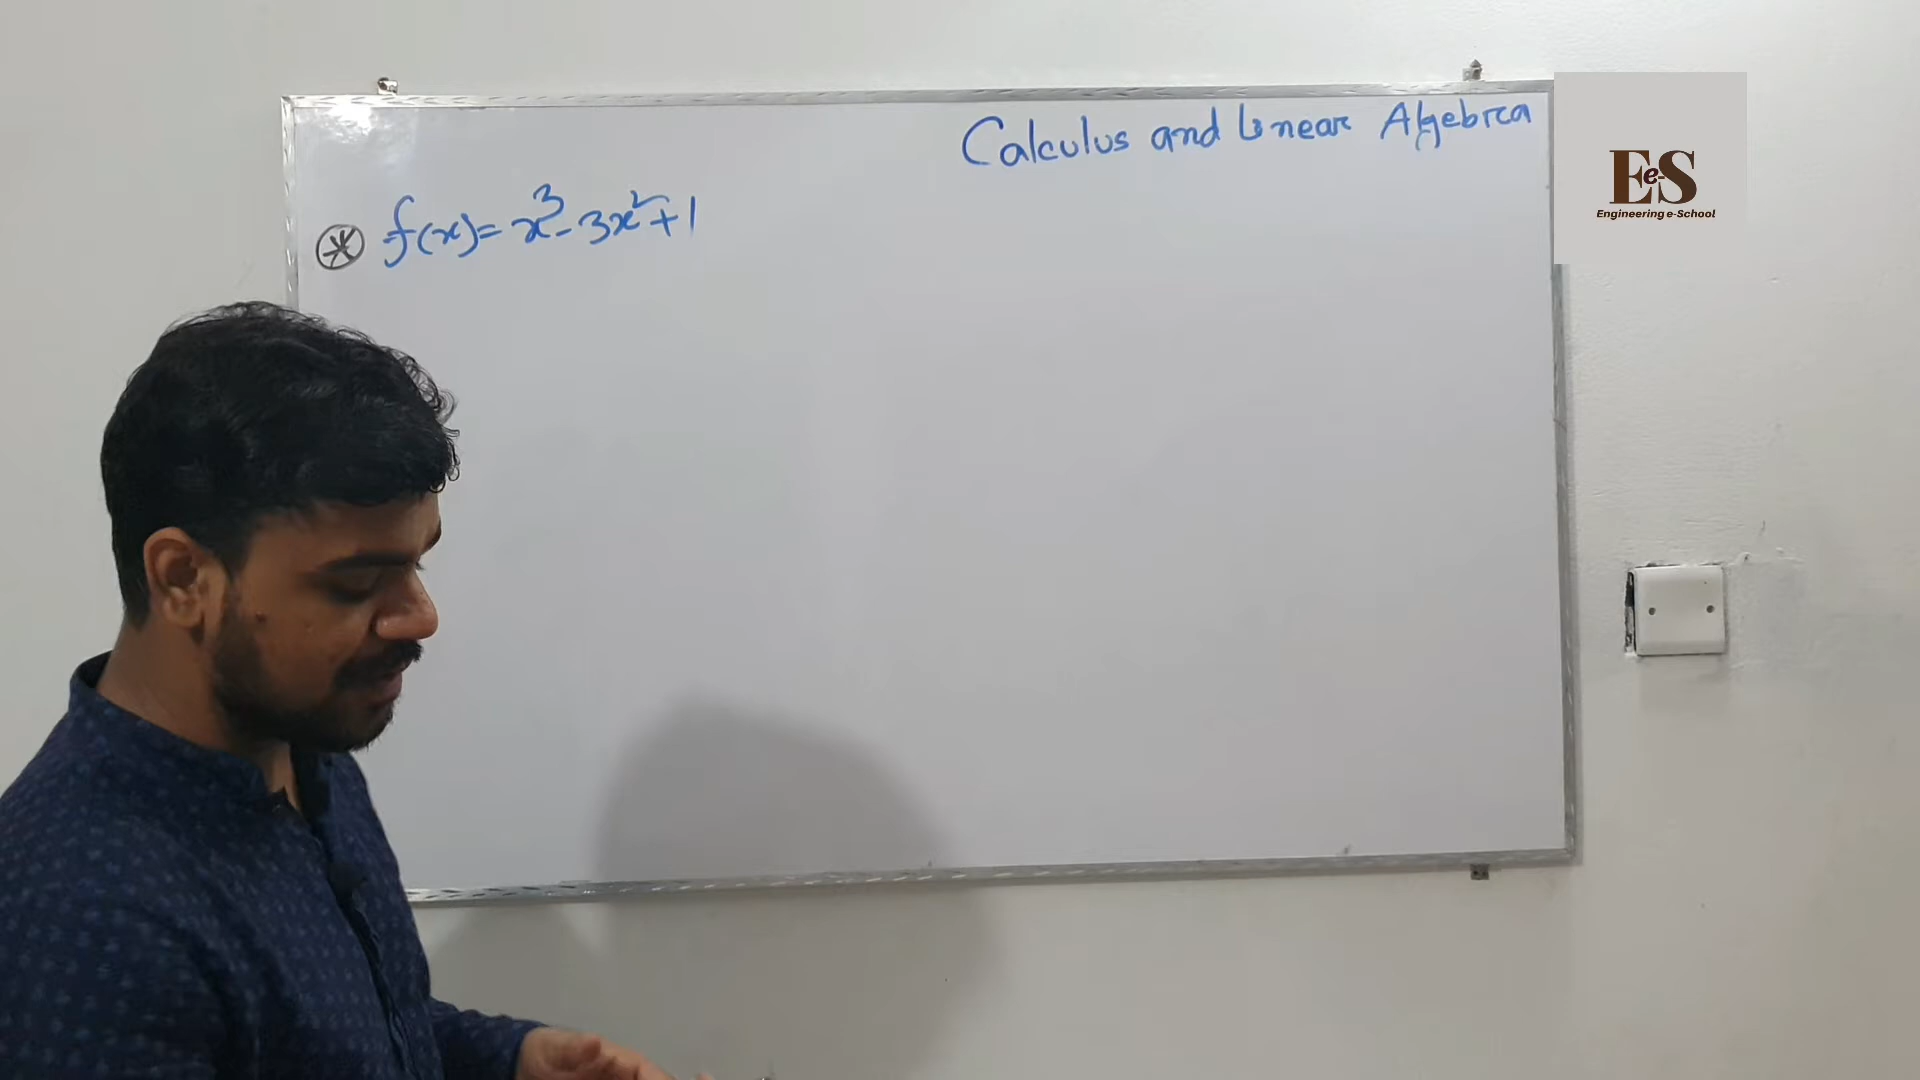 Calculus and Linear Algebra
EeS
Engineering e-School
* f(x)= x³-3x²+1